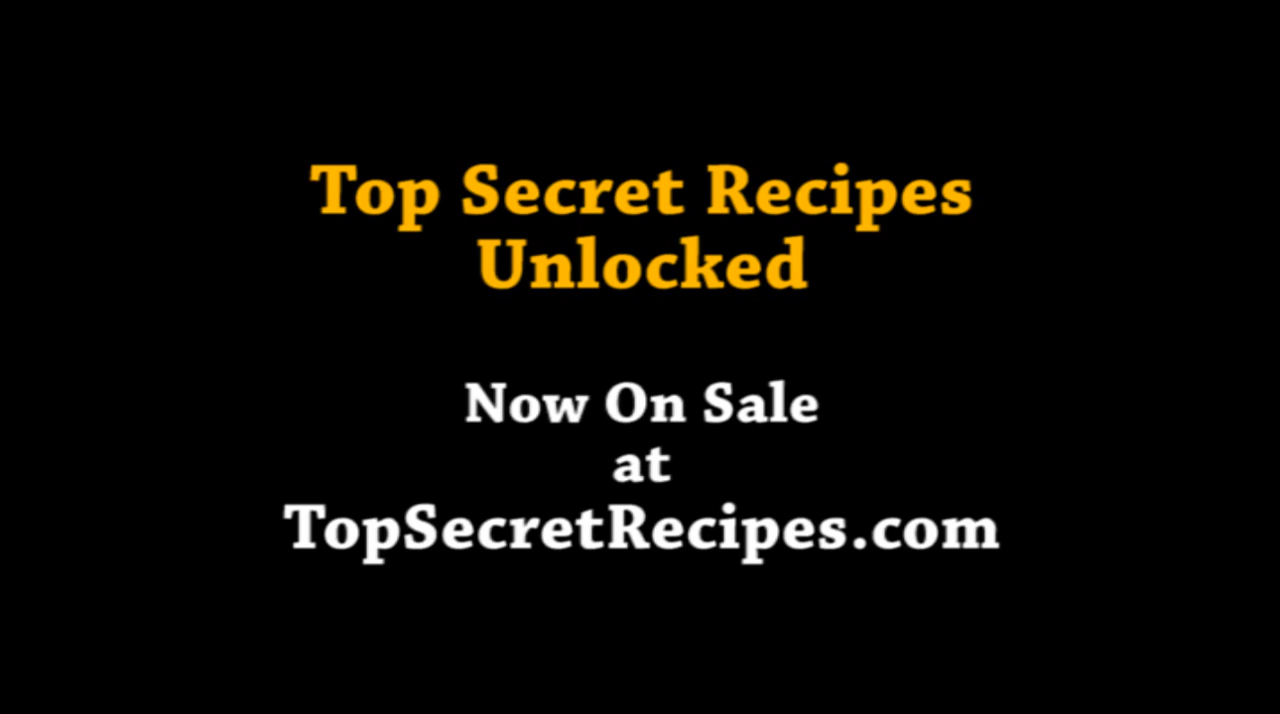 Top Secret Recipes
Unlocked
Now On Sale
at
TopSecretRecipes.com